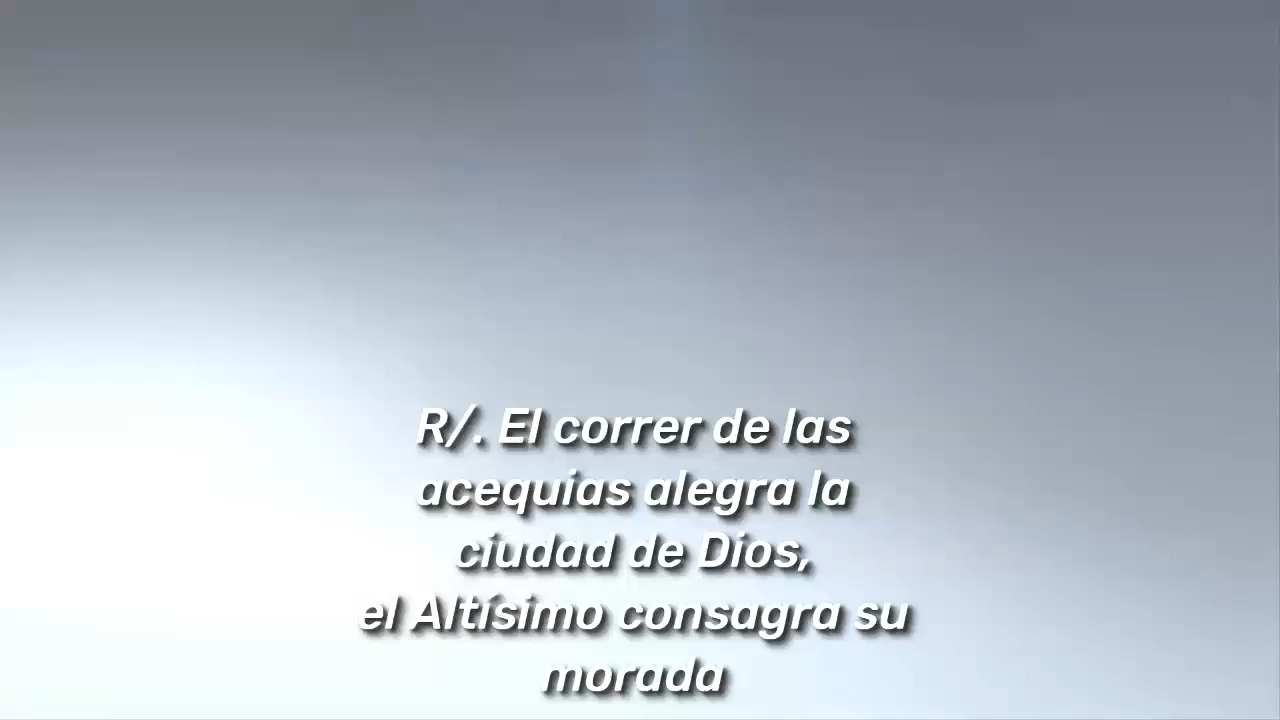 R/. El correr de las
acequias alegra la
ciudad de Dios,
el Altísimo consagra su
morada